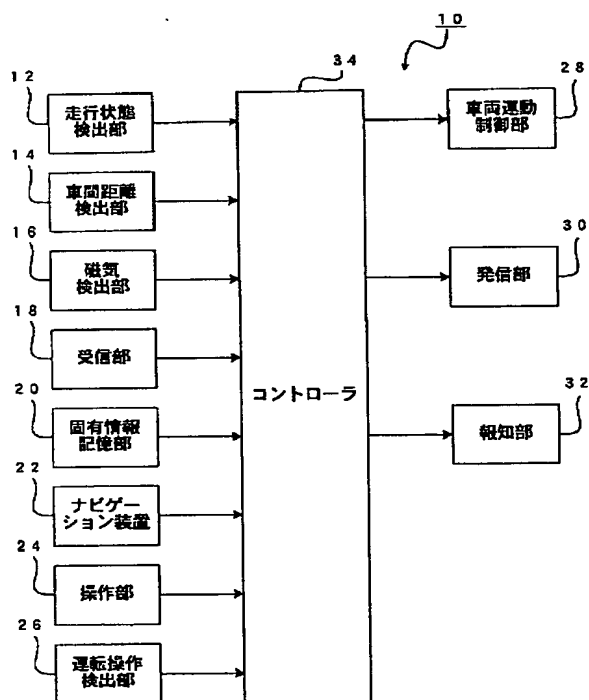 10
34
12
走行状態
検出部
28
車両運動
制御部
14
車間距離
検出部
16
磁気
検出部
30
発信部
18
受信部
コントローラ
20
固有情報
記憶部
32
報知部
22
ナビゲー
ション装置
24
操作部
26
運転操作
検出部